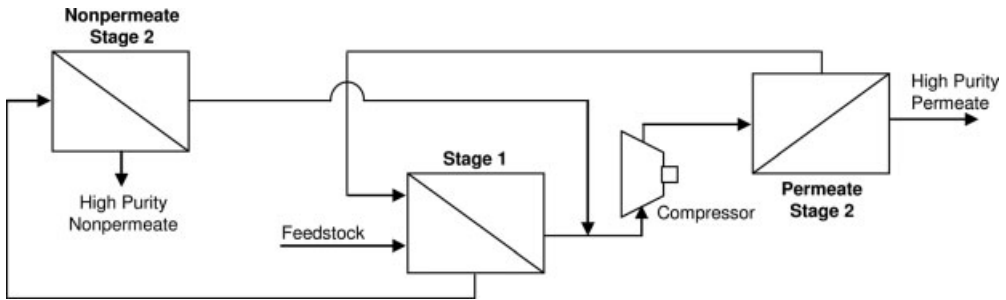 Nonpermeate
Stage 2
High Purity
Permeate
Stage 1
Permeate
Stage 2
Compressor
High Purity
Nonpermeate
Feedstock